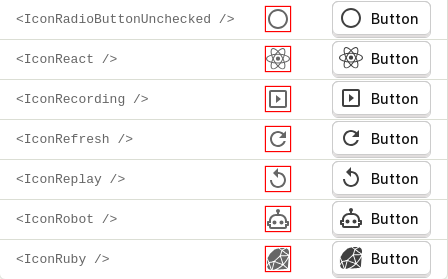 <IconRadioButtonUnchecked /> Button
<IconReact /> Button
<IconRecording /> Button
<IconRefresh /> Button
<IconReplay /> Button
<IconRobot /> Button
<IconRuby /> Button